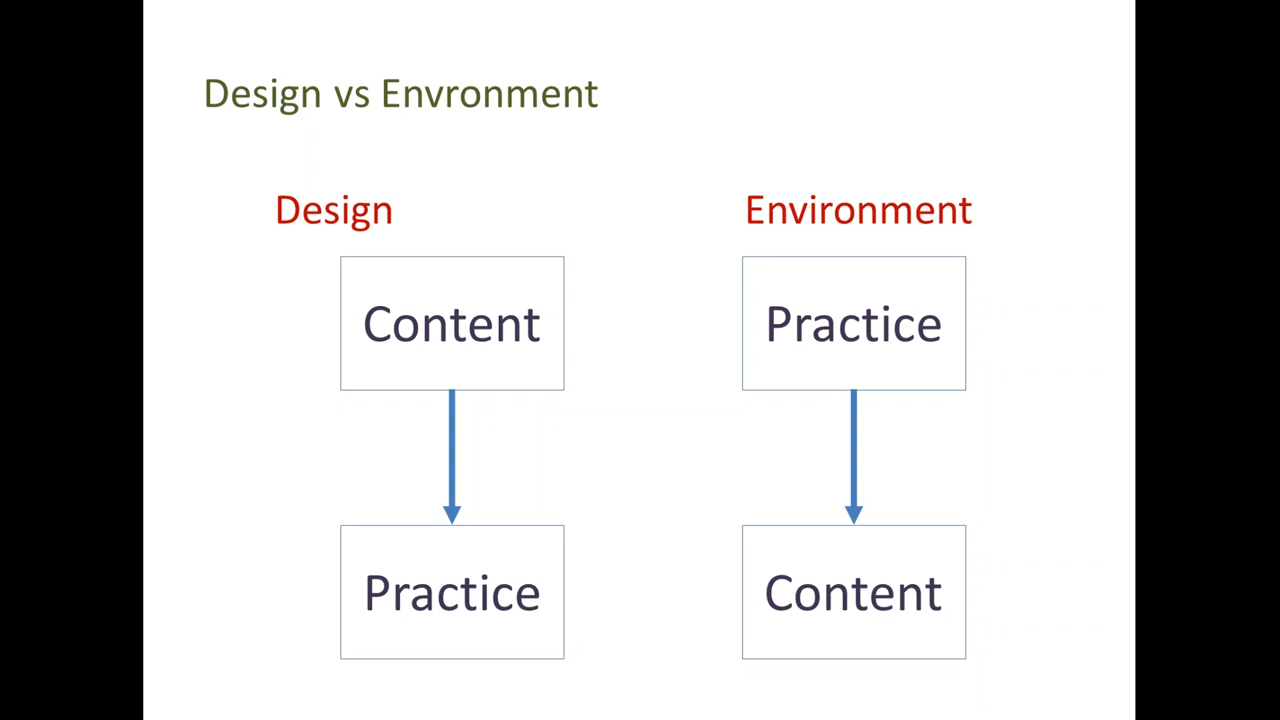 Design vs Envronment
Design
Environment
Content
Practice
Practice
Content